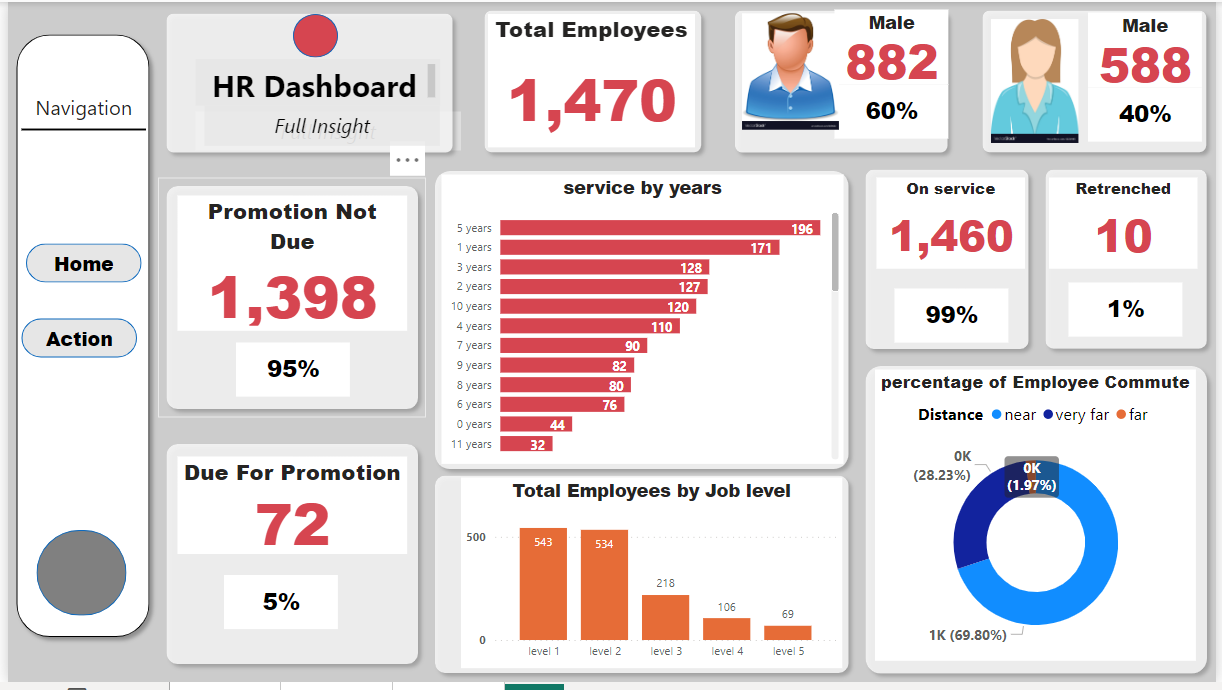 Navigation
Home
Action
HR Dashboard
Full Insight
Total Employees
1,470
Male
882
60%
Male
588
40%
Promotion Not
Due
1,398
95%
Due For Promotion
72
5%
service by years
5 years 196
1 years 171
3 years 128
2 years 127
10 years 120
4 years 110
7 years 90
9 years 82
8 years 80
6 years 76
0 years 44
11 years 32
On service
1,460
99%
Retrenched
10
1%
Total Employees by Job level
500
0
543
534
218
106
69
level 1 level 2 level 3 level 4 level 5
percentage of Employee Commute
Distance near very far far
0K
(28.23%)
0K
(1.97%)
1K (69.80%)